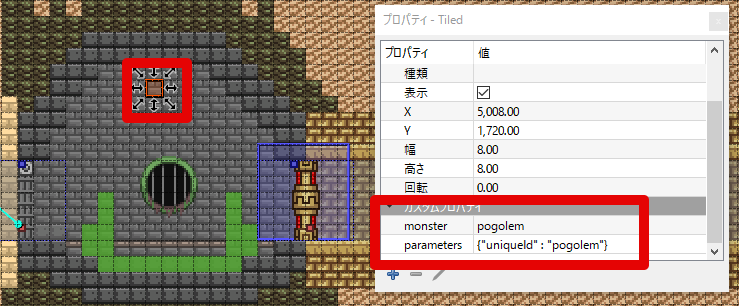 プロパティ - Tiled
プロパティ 値
種類
表示
X 5,008.00
Y 1,720.00
幅 8.00
高さ 8.00
回転 0.00
カスタムプロパティ
monster pogolem
parameters {"uniqueId" : "pogolem"}